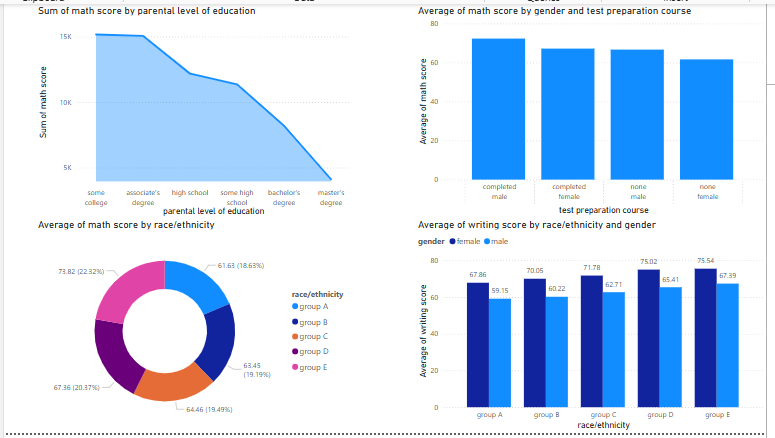 Sum of math score by parental level of education
Sum of math score
15K
10K
5K
some college
associate's degree
high school
some high school
bachelor's degree
master's degree
parental level of education
Average of math score by gender and test preparation course
Average of math score
80
60
40
20
0
completed male
completed female
none male
none female
test preparation course
Average of math score by race/ethnicity
73.82 (22.32%)
61.63 (18.63%)
63.45 (19.19%)
64.46 (19.49%)
67.36 (20.37%)
race/ethnicity
group A
group B
group C
group D
group E
Average of writing score by race/ethnicity and gender
gender female male
Average of writing score
80
60
40
20
0
67.86
59.15
70.05
60.22
71.78
62.71
75.02
65.41
75.54
67.39
group A
group B
group C
group D
group E
race/ethnicity